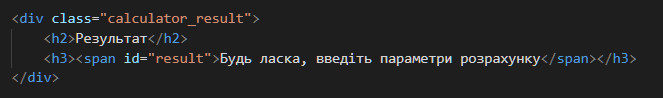 <div class="calculator_result">
    <h2>Результат</h2>
    <h3><span id="result">Будь ласка, введіть параметри розрахунку</span></h3>
</div>